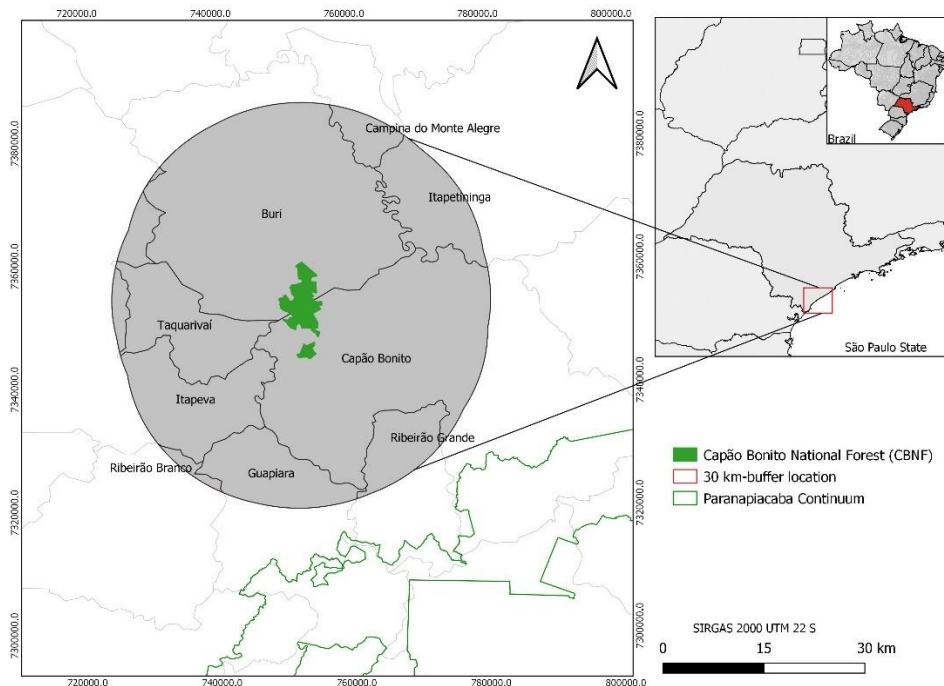 720000.0 740000.0 760000.0 780000.0 800000.0
7380000.0
7360000.0
7340000.0
7320000.0
7300000.0
Campina do Monte Alegre
Itapetininga
Buri
Taquarivaí
Capão Bonito
Itapeva
Ribeirão Grande
Ribeirão Branco
Guapiara
7380000.0
7360000.0
7340000.0
7320000.0
7300000.0
720000.0 740000.0 760000.0 780000.0 800000.0
Brazil
São Paulo State
Capão Bonito National Forest (CBNF)
30 km-buffer location
Paranapiacaba Continuum
SIRGAS 2000 UTM 22 S
0 15 30 km